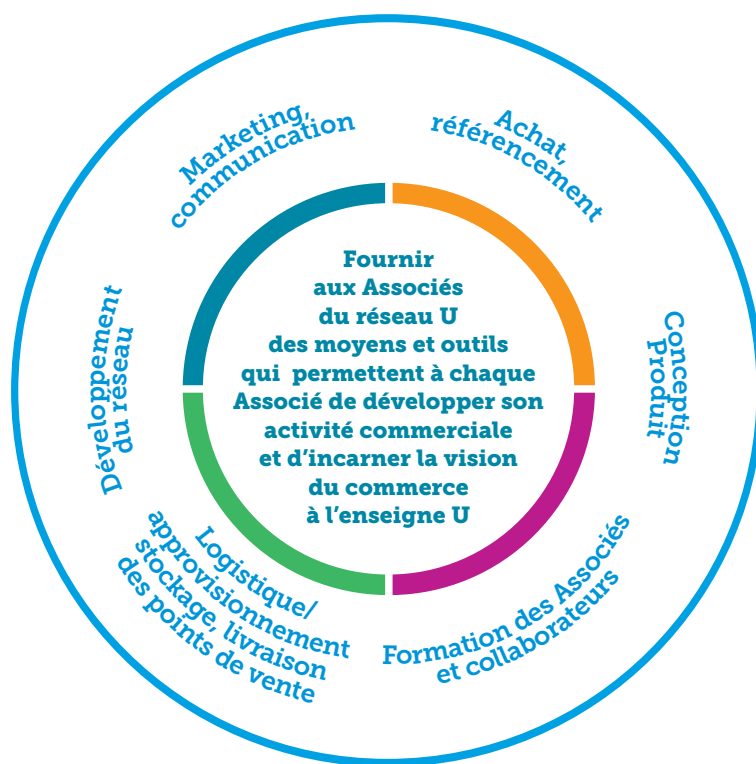 Marketing,
communication
Achat,
référencement
Conception
Produit
Formation des Associés
et collaborateurs
Logistique/
approvisionnement
stockage, livraison
des points de vente
Développement
du réseau
Fournir
aux Associés
du réseau U
des moyens et outils
qui permettent à chaque
Associé de développer son
activité commerciale
et d’incarner la vision
du commerce
à l’enseigne U